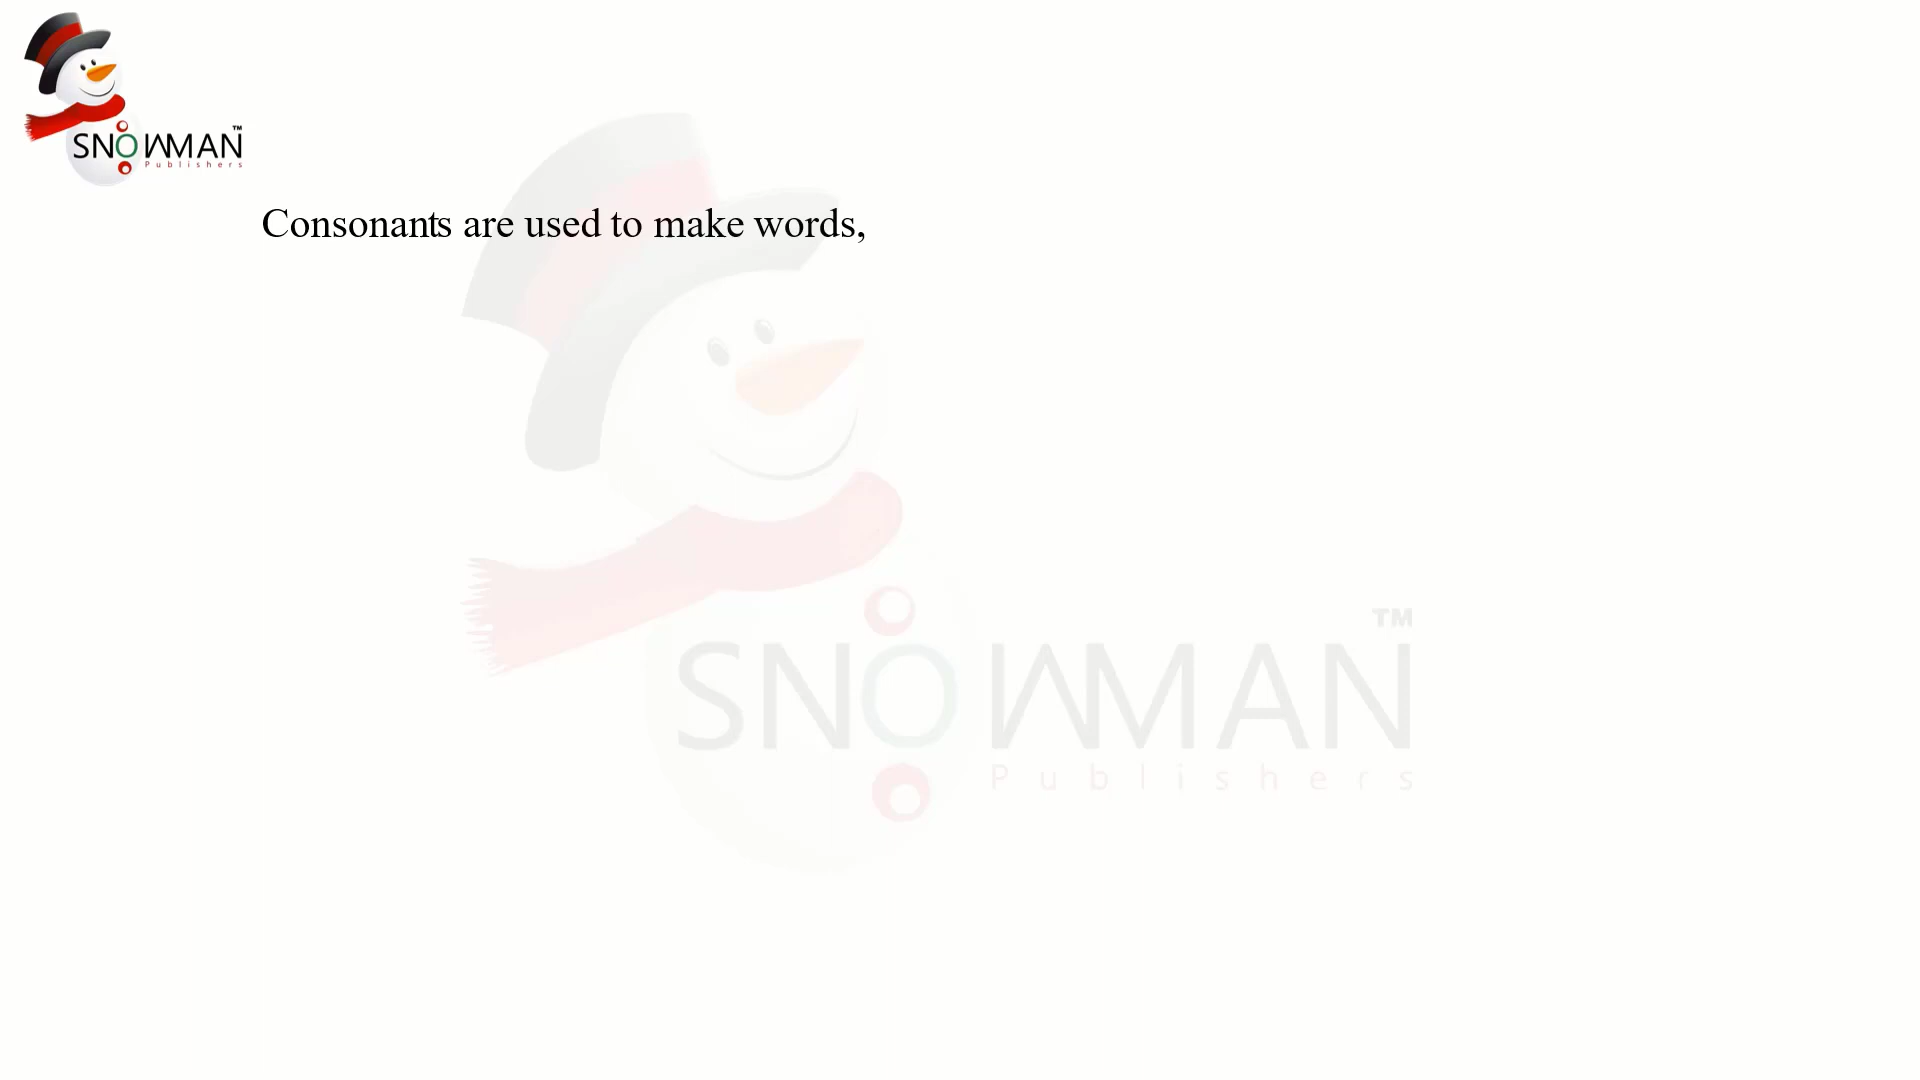 SNOWMAN™
Publishers
Consonants are used to make words,
SNOWMAN™
Publishers